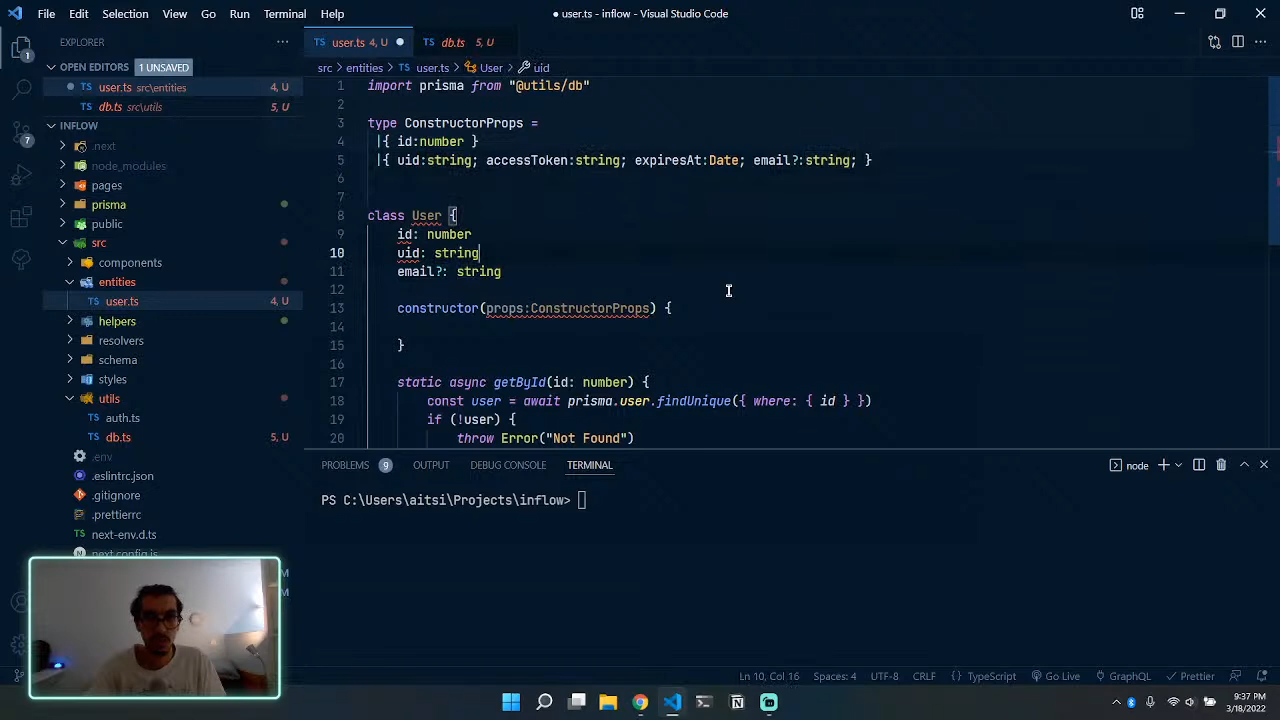 File Edit Selection View Go Run Terminal Help
● user.ts - inflow - Visual Studio Code
EXPLORER
OPEN EDITORS 1 UNSAVED
user.ts src\entities 4, U
db.ts src\utils 5, U
INFLOW
.next
node_modules
pages
prisma
public
src
components
entities
user.ts 4, U
helpers
resolvers
schema
styles
utils
auth.ts
db.ts 5, U
.env
.eslintrc.json
.gitignore
.prettierrc
next-env.d.ts
next.config.js
M
M
1
7
TS user.ts 4, U ●
TS db.ts 5, U
src > entities > TS user.ts > User > uid
1 import prisma from "@utils/db"
2
3 type ConstructorProps =
4 |{ id:number }
5 |{ uid:string; accessToken:string; expiresAt:Date; email?:string; }
6
7
8 class User {
9 id: number
10 uid: string
11 email?: string
12
13 constructor(props:ConstructorProps) {
14
15 }
16
17 static async getById(id: number) {
18 const user = await prisma.user.findUnique({ where: { id } })
19 if (!user) {
20 throw Error("Not Found")
PROBLEMS 9 OUTPUT DEBUG CONSOLE TERMINAL
node
PS C:\Users\aitsi\Projects\inflow>
Ln 10, Col 16 Spaces: 4 UTF-8 CRLF {} TypeScript Go Live GraphQL Prettier
9:37 PM
3/18/2022